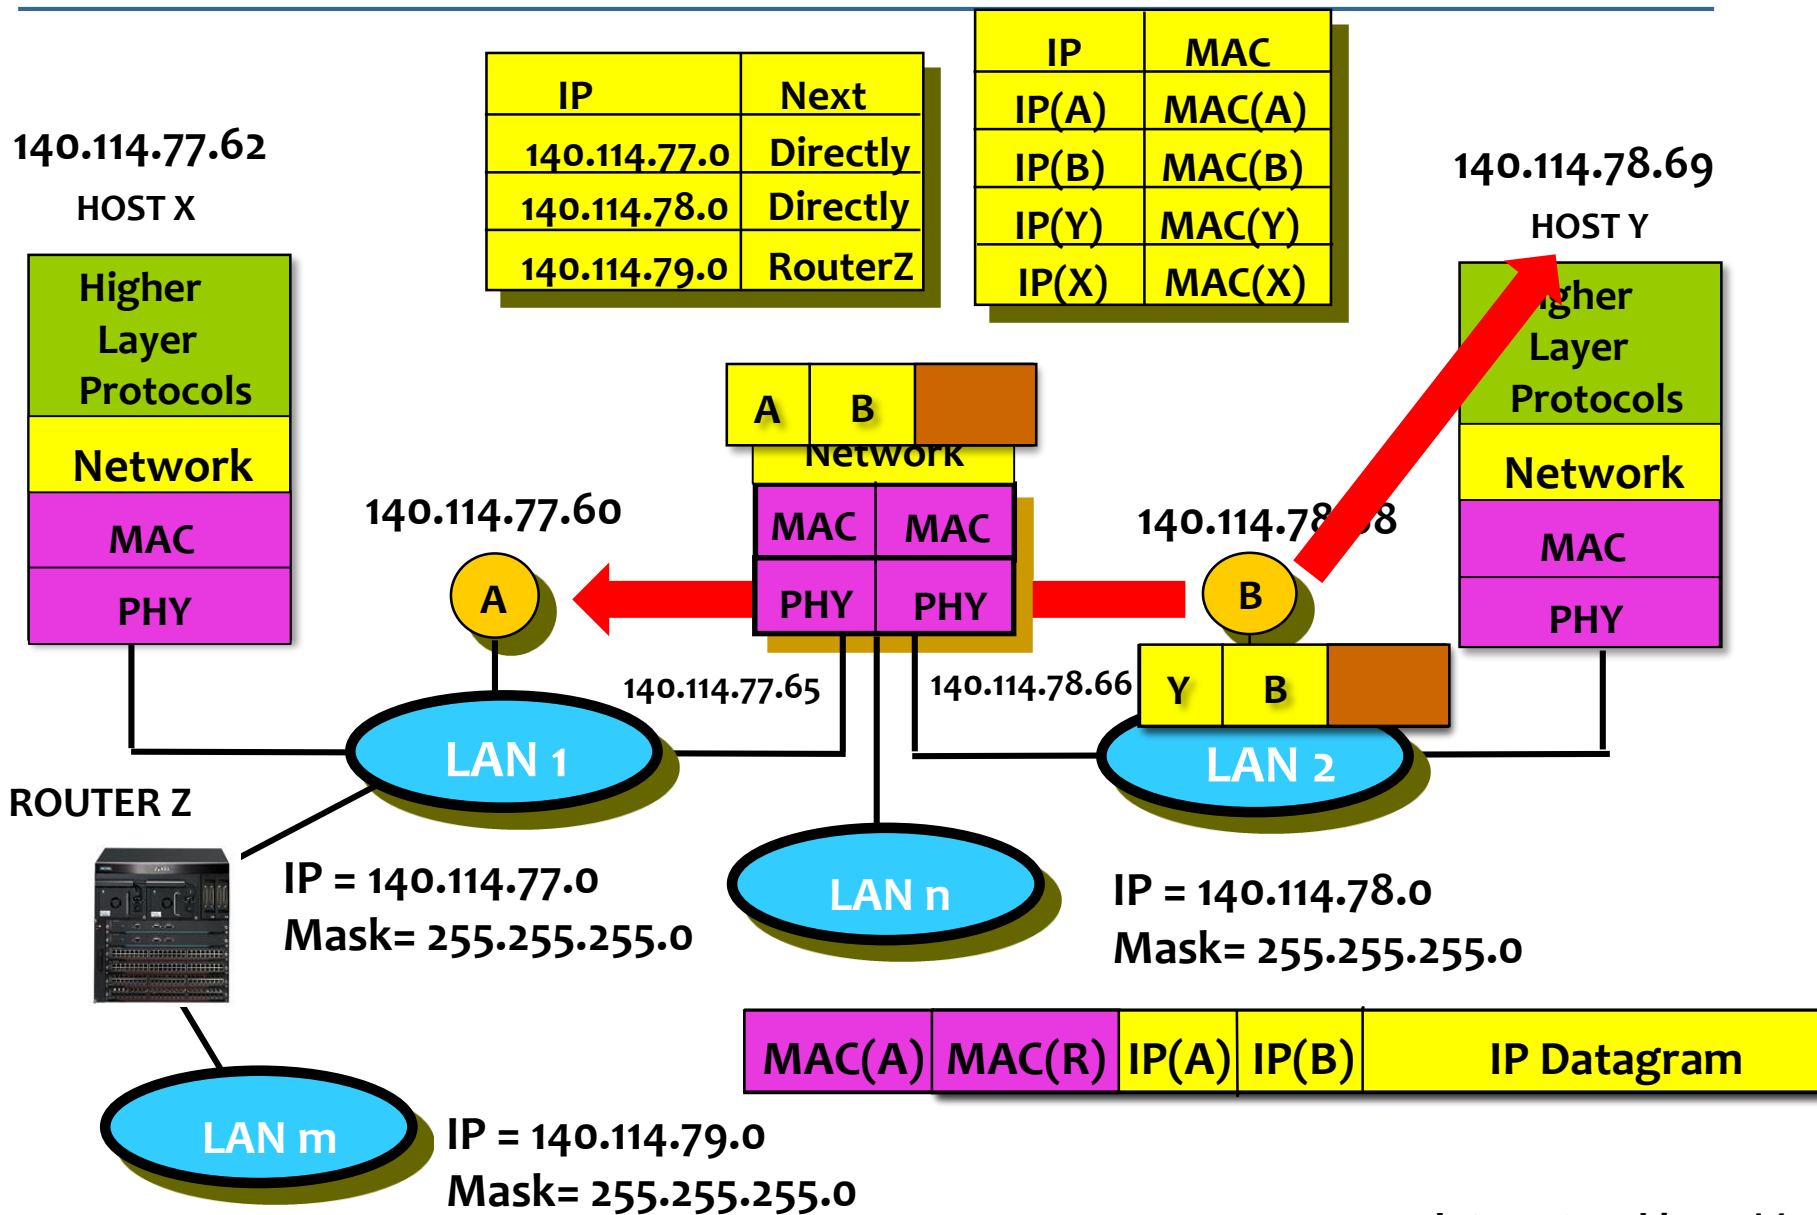 IP Next
140.114.77.0 Directly
140.114.78.0 Directly
140.114.79.0 RouterZ
IP MAC
IP(A) MAC(A)
IP(B) MAC(B)
IP(Y) MAC(Y)
IP(X) MAC(X)
140.114.77.62
HOST X
Higher
Layer
Protocols
Network
MAC
PHY
140.114.78.69
HOST Y
Layer
Protocols
Network
MAC
PHY
A B
Network
MAC MAC
PHY PHY
140.114.77.60
A
B
140.114.77.65
140.114.78.66
Y B
LAN 1
LAN 2
ROUTER Z
IP = 140.114.77.0
Mask= 255.255.255.0
LAN n
IP = 140.114.78.0
Mask= 255.255.255.0
MAC(A) MAC(R) IP(A) IP(B) IP Datagram
LAN m
IP = 140.114.79.0
Mask= 255.255.255.0